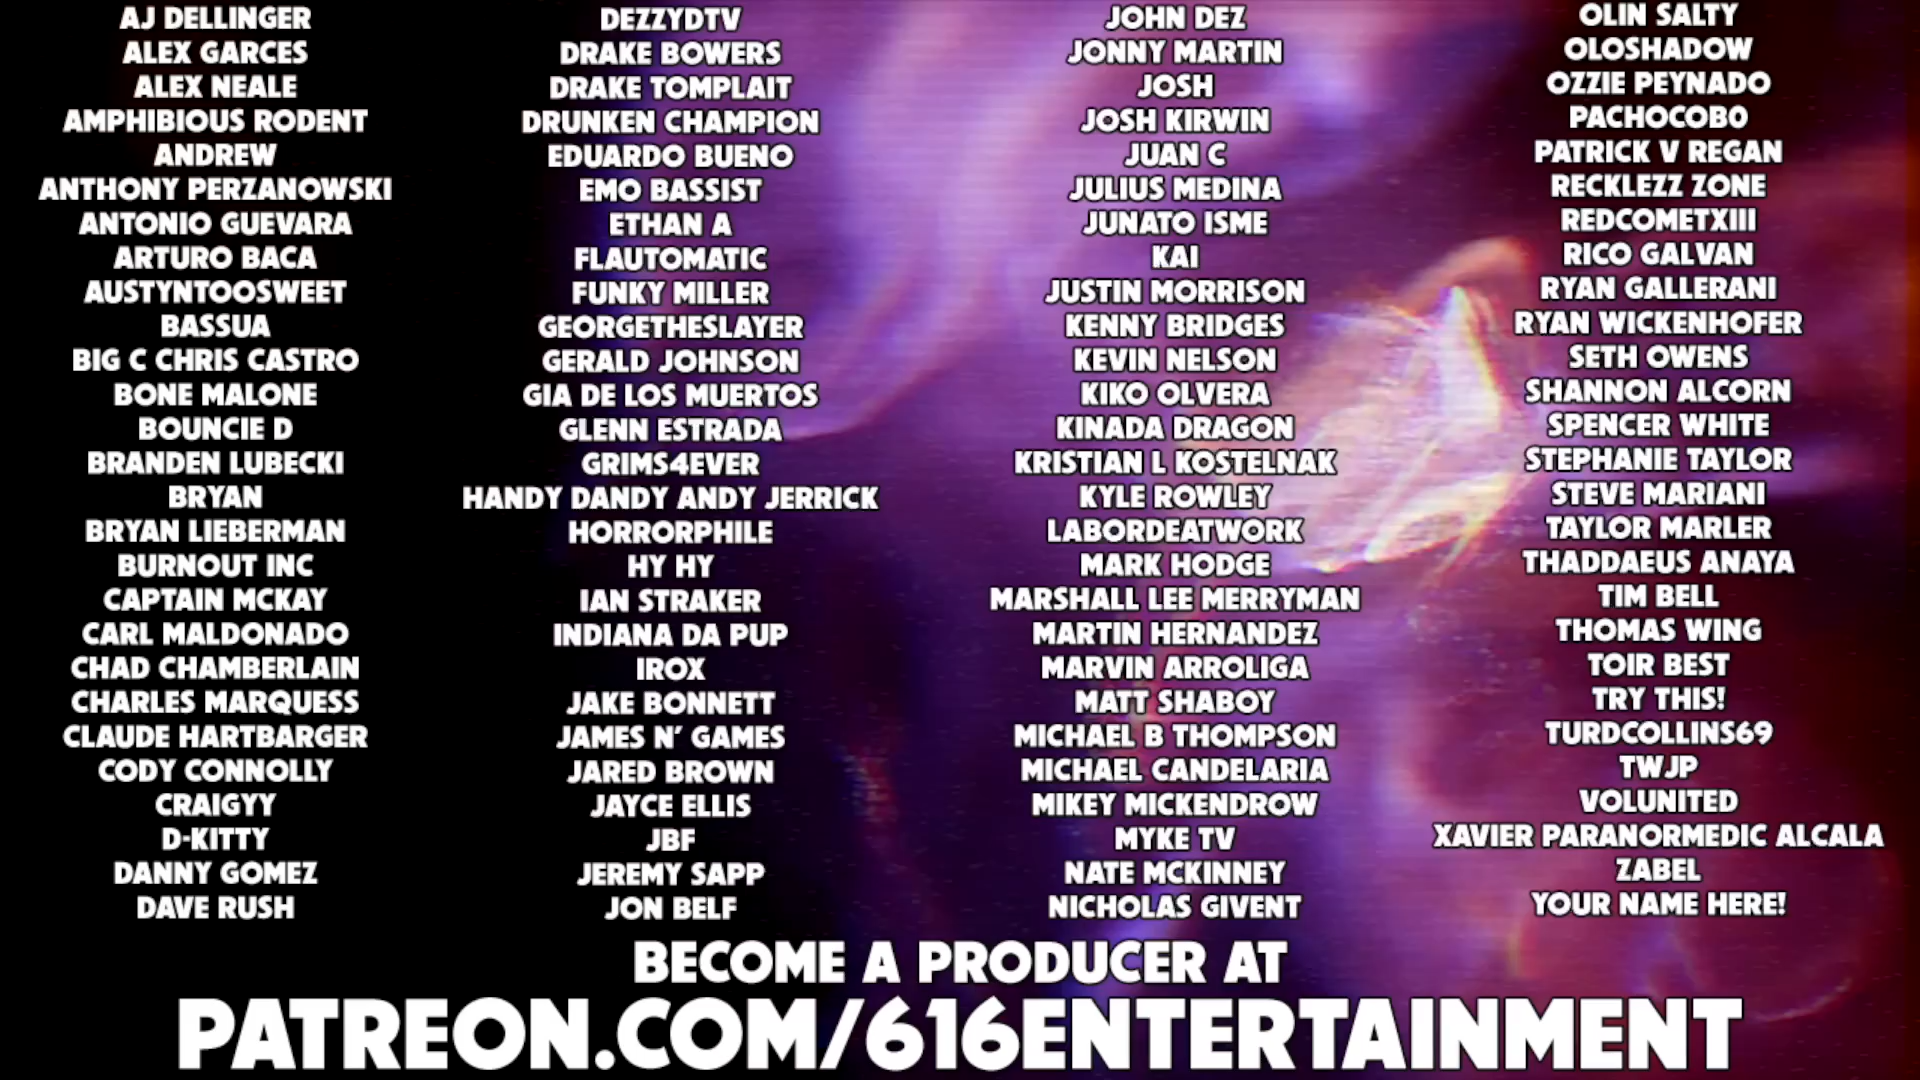 AJ DELLINGER
ALEX GARCES
ALEX NEALE
AMPHIBIOUS RODENT
ANDREW
ANTHONY PERZANOWSKI
ANTONIO GUEVARA
ARTURO BACA
AUSTYNTOOSWEET
BASSUA
BIG C CHRIS CASTRO
BONE MALONE
BOUNCIE D
BRANDEN LUBECKI
BRYAN
BRYAN LIEBERMAN
BURNOUT INC
CAPTAIN MCKAY
CARL MALDONADO
CHAD CHAMBERLAIN
CHARLES MARQUESS
CLAUDE HARTBARGER
CODY CONNOLLY
CRAIGYY
D-KITTY
DANNY GOMEZ
DAVE RUSH
DEZZYDTV
DRAKE BOWERS
DRAKE TOMPLAIT
DRUNKEN CHAMPION
EDUARDO BUENO
EMO BASSIST
ETHAN A
FLAUTOMATIC
FUNKY MILLER
GEORGETHESLAYER
GERALD JOHNSON
GIA DE LOS MUERTOS
GLENN ESTRADA
GRIMS4EVER
HANDY DANDY ANDY JERRICK
HORRORPHILE
HY HY
IAN STRAKER
INDIANA DA PUP
IROX
JAKE BONNETT
JAMES N' GAMES
JARED BROWN
JAYCE ELLIS
JBF
JEREMY SAPP
JON BELF
JOHN DEZ
JONNY MARTIN
JOSH
JOSH KIRWIN
JUAN C
JULIUS MEDINA
JUNATO ISME
KAI
JUSTIN MORRISON
KENNY BRIDGES
KEVIN NELSON
KIKO OLVERA
KINADA DRAGON
KRISTIAN L KOSTELNAK
KYLE ROWLEY
LABORDEATWORK
MARK HODGE
MARSHALL LEE MERRYMAN
MARTIN HERNANDEZ
MARVIN ARROLIGA
MATT SHABOY
MICHAEL B THOMPSON
MICHAEL CANDELARIA
MIKEY MICKENDROW
MYKE TV
NATE MCKINNEY
NICHOLAS GIVENT
OLIN SALTY
OLOSHADOW
OZZIE PEYNADO
PACHOCOB0
PATRICK V REGAN
RECKLEZZ ZONE
REDCOMETXIII
RICO GALVAN
RYAN GALLERANI
RYAN WICKENHOFER
SETH OWENS
SHANNON ALCORN
SPENCER WHITE
STEPHANIE TAYLOR
STEVE MARIANI
TAYLOR MARLER
THADDAEUS ANAYA
TIM BELL
THOMAS WING
TOIR BEST
TRY THIS!
TURDCOLLINS69
TWJP
VOLUNITED
XAVIER PARANORMEDIC ALCALA
ZABEL
YOUR NAME HERE!
BECOME A PRODUCER AT
PATREON.COM/616ENTERTAINMENT